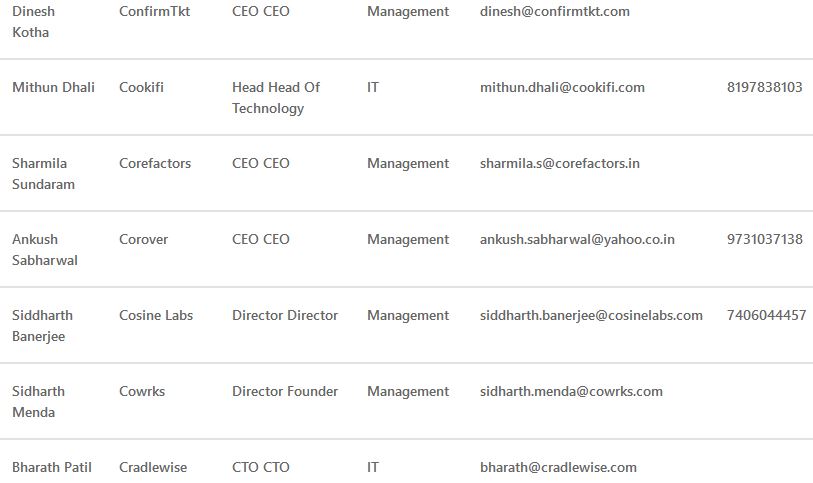 Dinesh ConfirmTkt CEO CEO Management dinesh@confirmtkt.com
Kotha
Mithun Dhali Cookifi Head Head Of IT mithun.dhali@cookifi.com 8197838103
Technology
Sharmila Corefactors CEO CEO Management sharmila.s@corefactors.in
Sundaram
Ankush Corover CEO CEO Management ankush.sabharwal@yahoo.co.in 9731037138
Sabharwal
Siddharth Cosine Labs Director Director Management siddharth.banerjee@cosinelabs.com 7406044457
Banerjee
Sidharth Cowrks Director Founder Management sidharth.menda@cowrks.com
Menda
Bharath Patil Cradlewise CTO CTO IT bharath@cradlewise.com